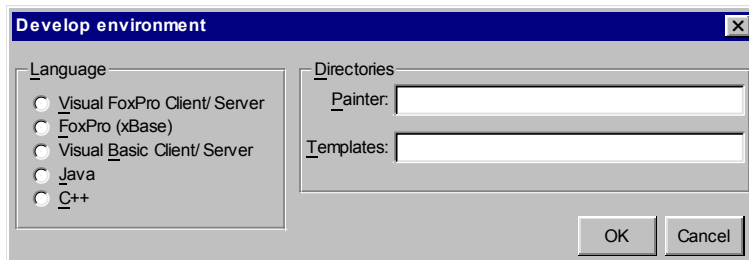 Develop environment
Language
Visual FoxPro Client/ Server
FoxPro (xBase)
Visual Basic Client/ Server
Java
C++
Directories
Painter:
Templates:
OK
Cancel